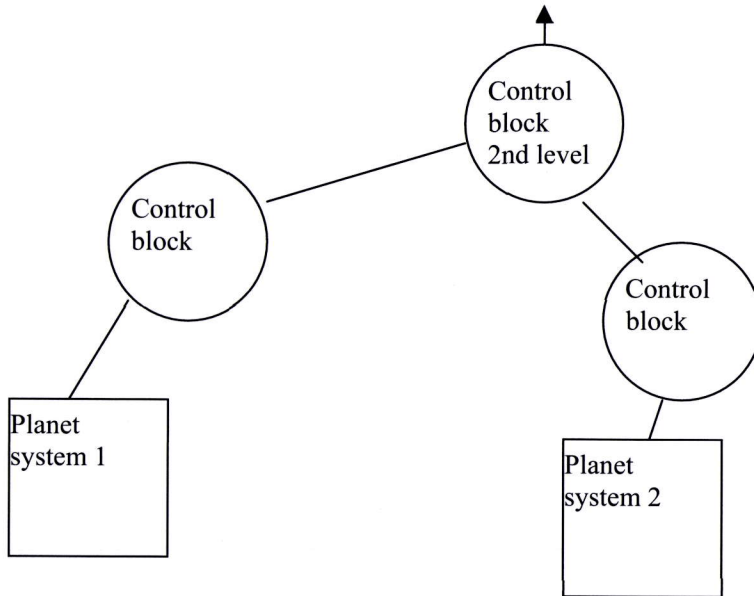 Control
block
2nd level
Control
block
Control
block
Planet
system 1
Planet
system 2